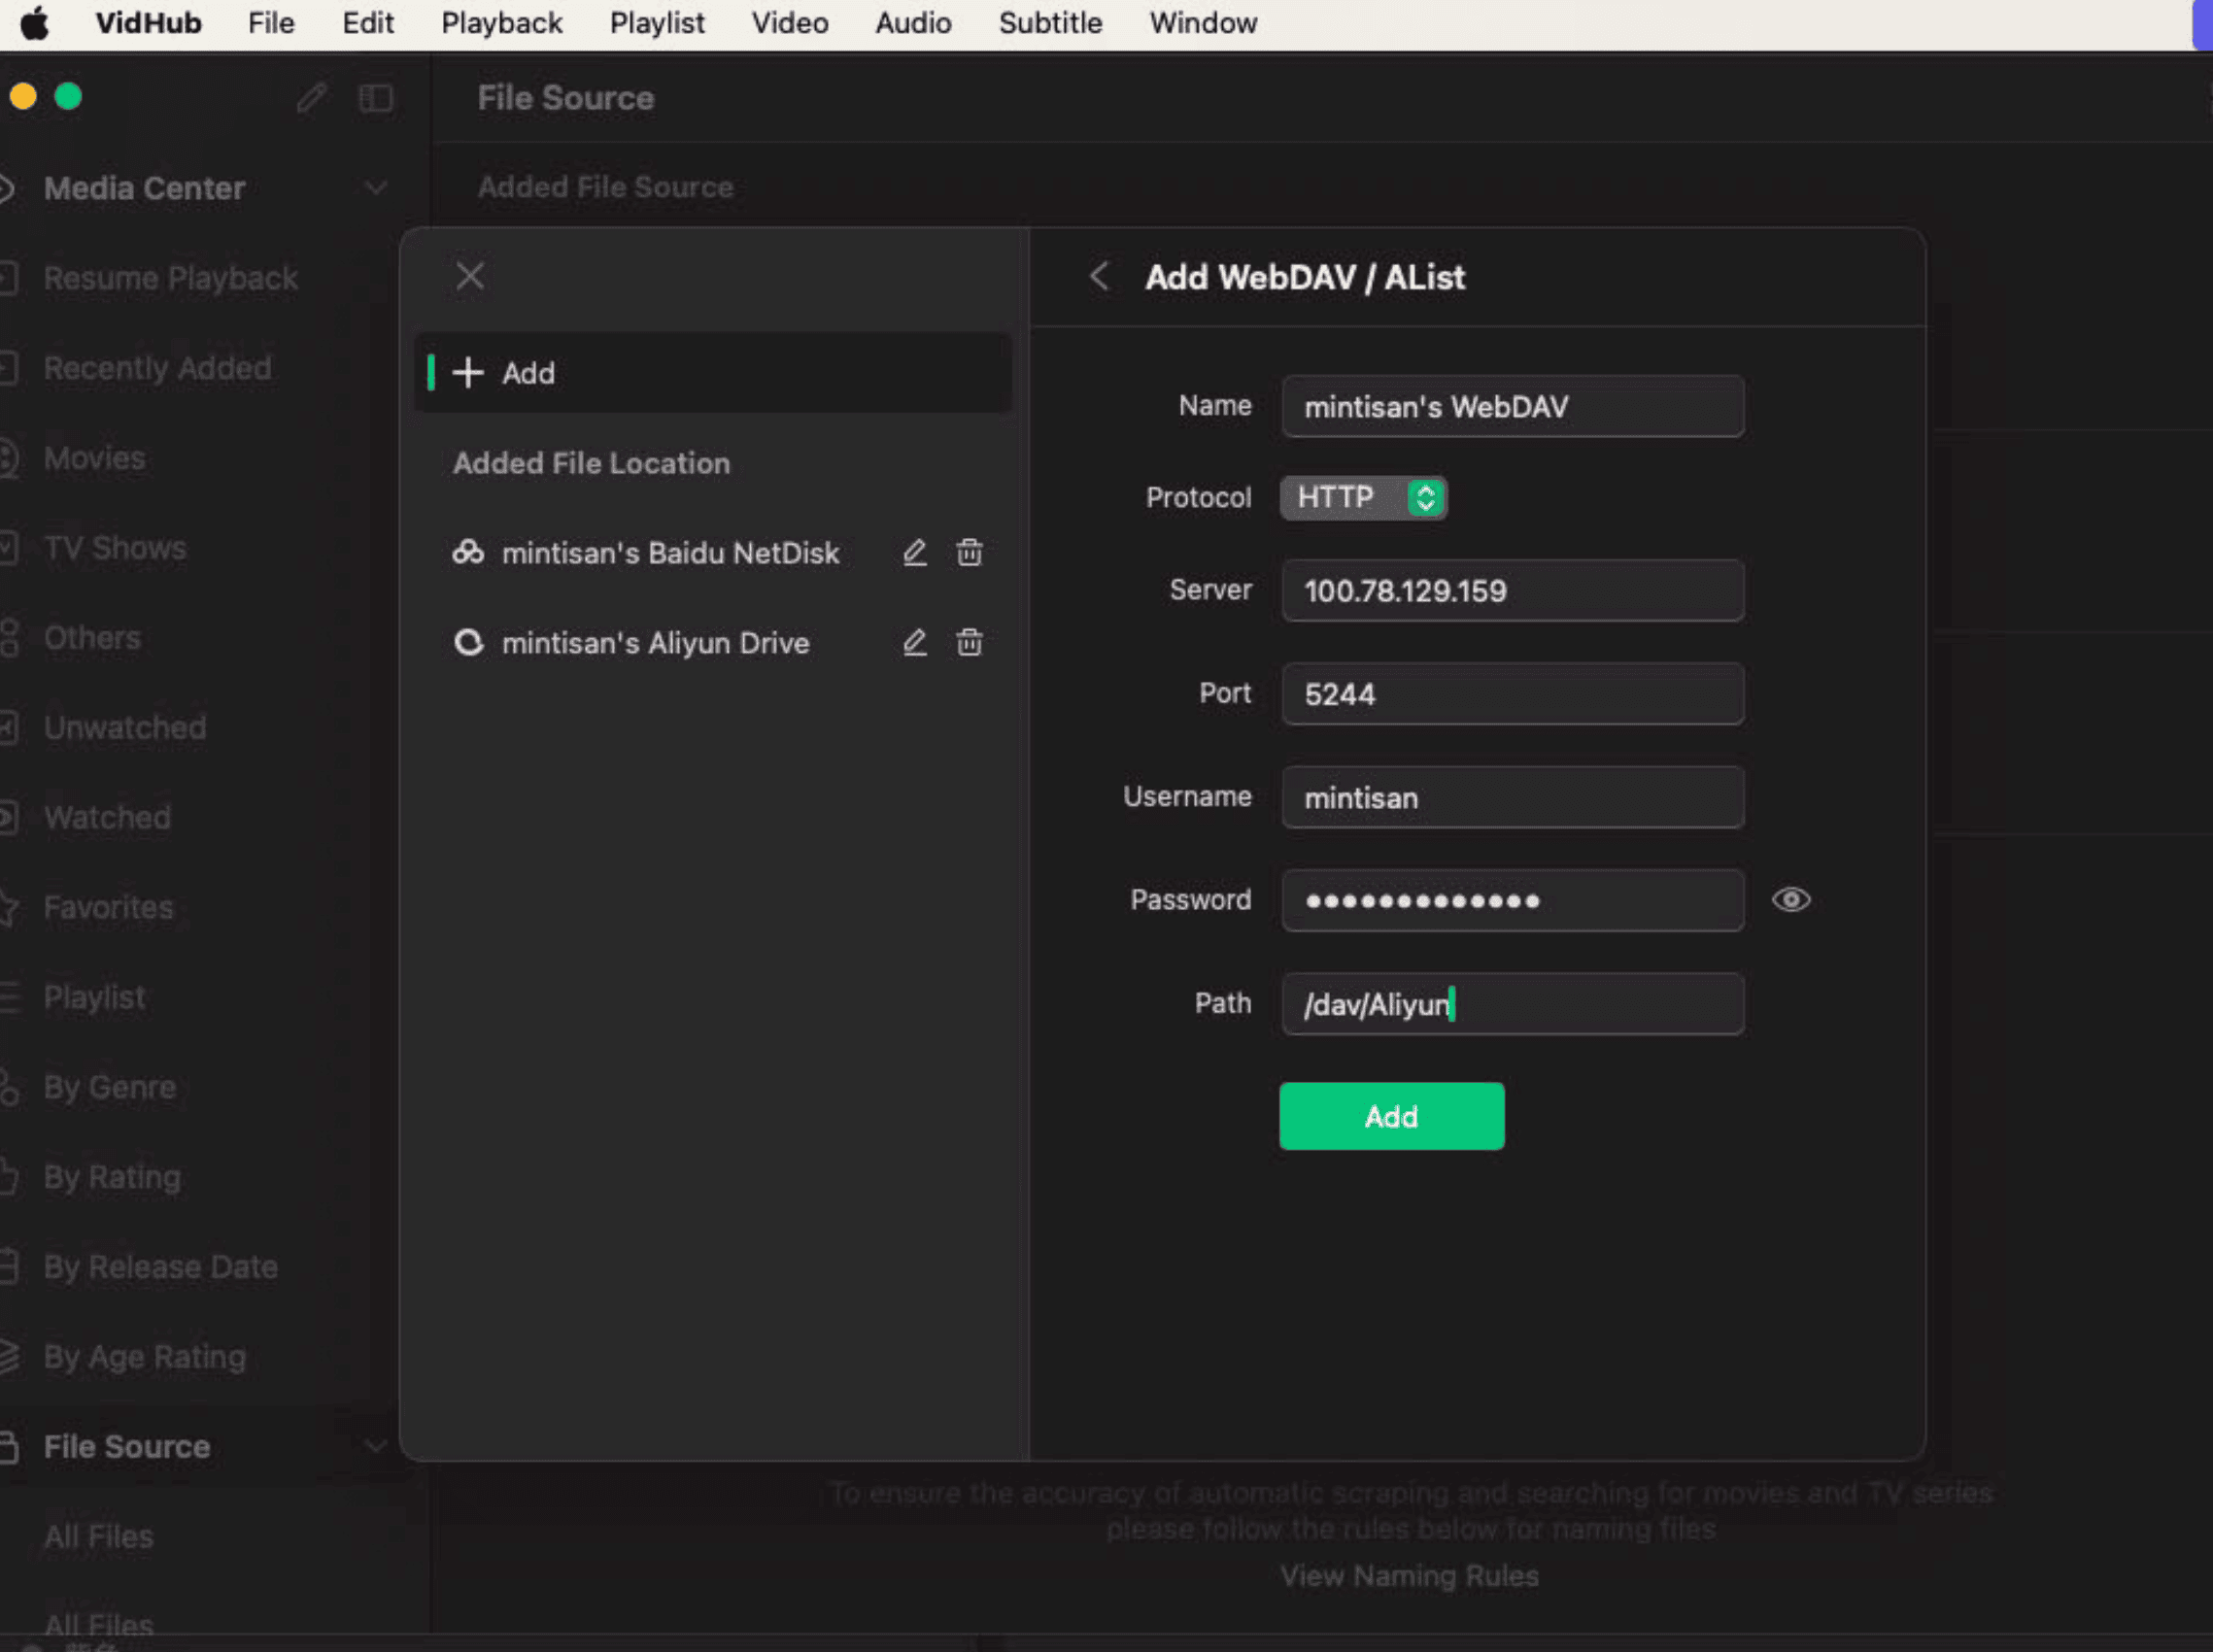 VidHub File Edit Playback Playlist Video Audio Subtitle Window
File Source
Media Center
Added File Source
Resume Playback
Recently Added
Movies
TV Shows
Others
Unwatched
Watched
Favorites
Playlist
By Genre
By Rating
By Release Date
By Age Rating
File Source
All Files
All Files
Add
Added File Location
mintisan's Baidu NetDisk
mintisan's Aliyun Drive
Add WebDAV / AList
Name mintisan's WebDAV
Protocol HTTP
Server 100.78.129.159
Port 5244
Username mintisan
Password •••••••••••••
Path /dav/Aliyun
Add
To ensure the accuracy of automatic scraping and searching for movies and TV series
please follow the rules below for naming files
View Naming Rules